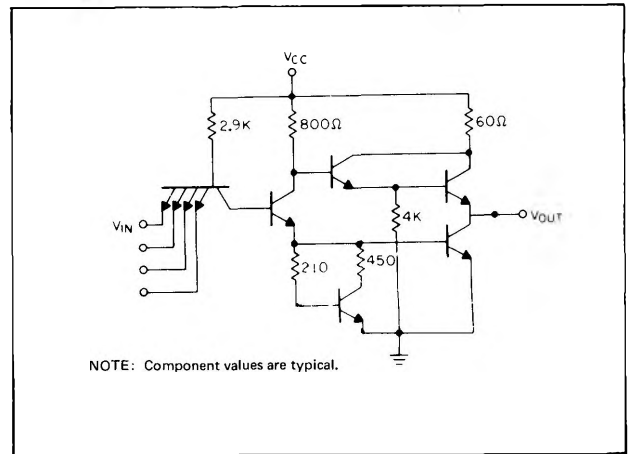 VCC
2.9K
800Ω
60Ω
VIN
4K
VOUT
210
450
NOTE: Component values are typical.